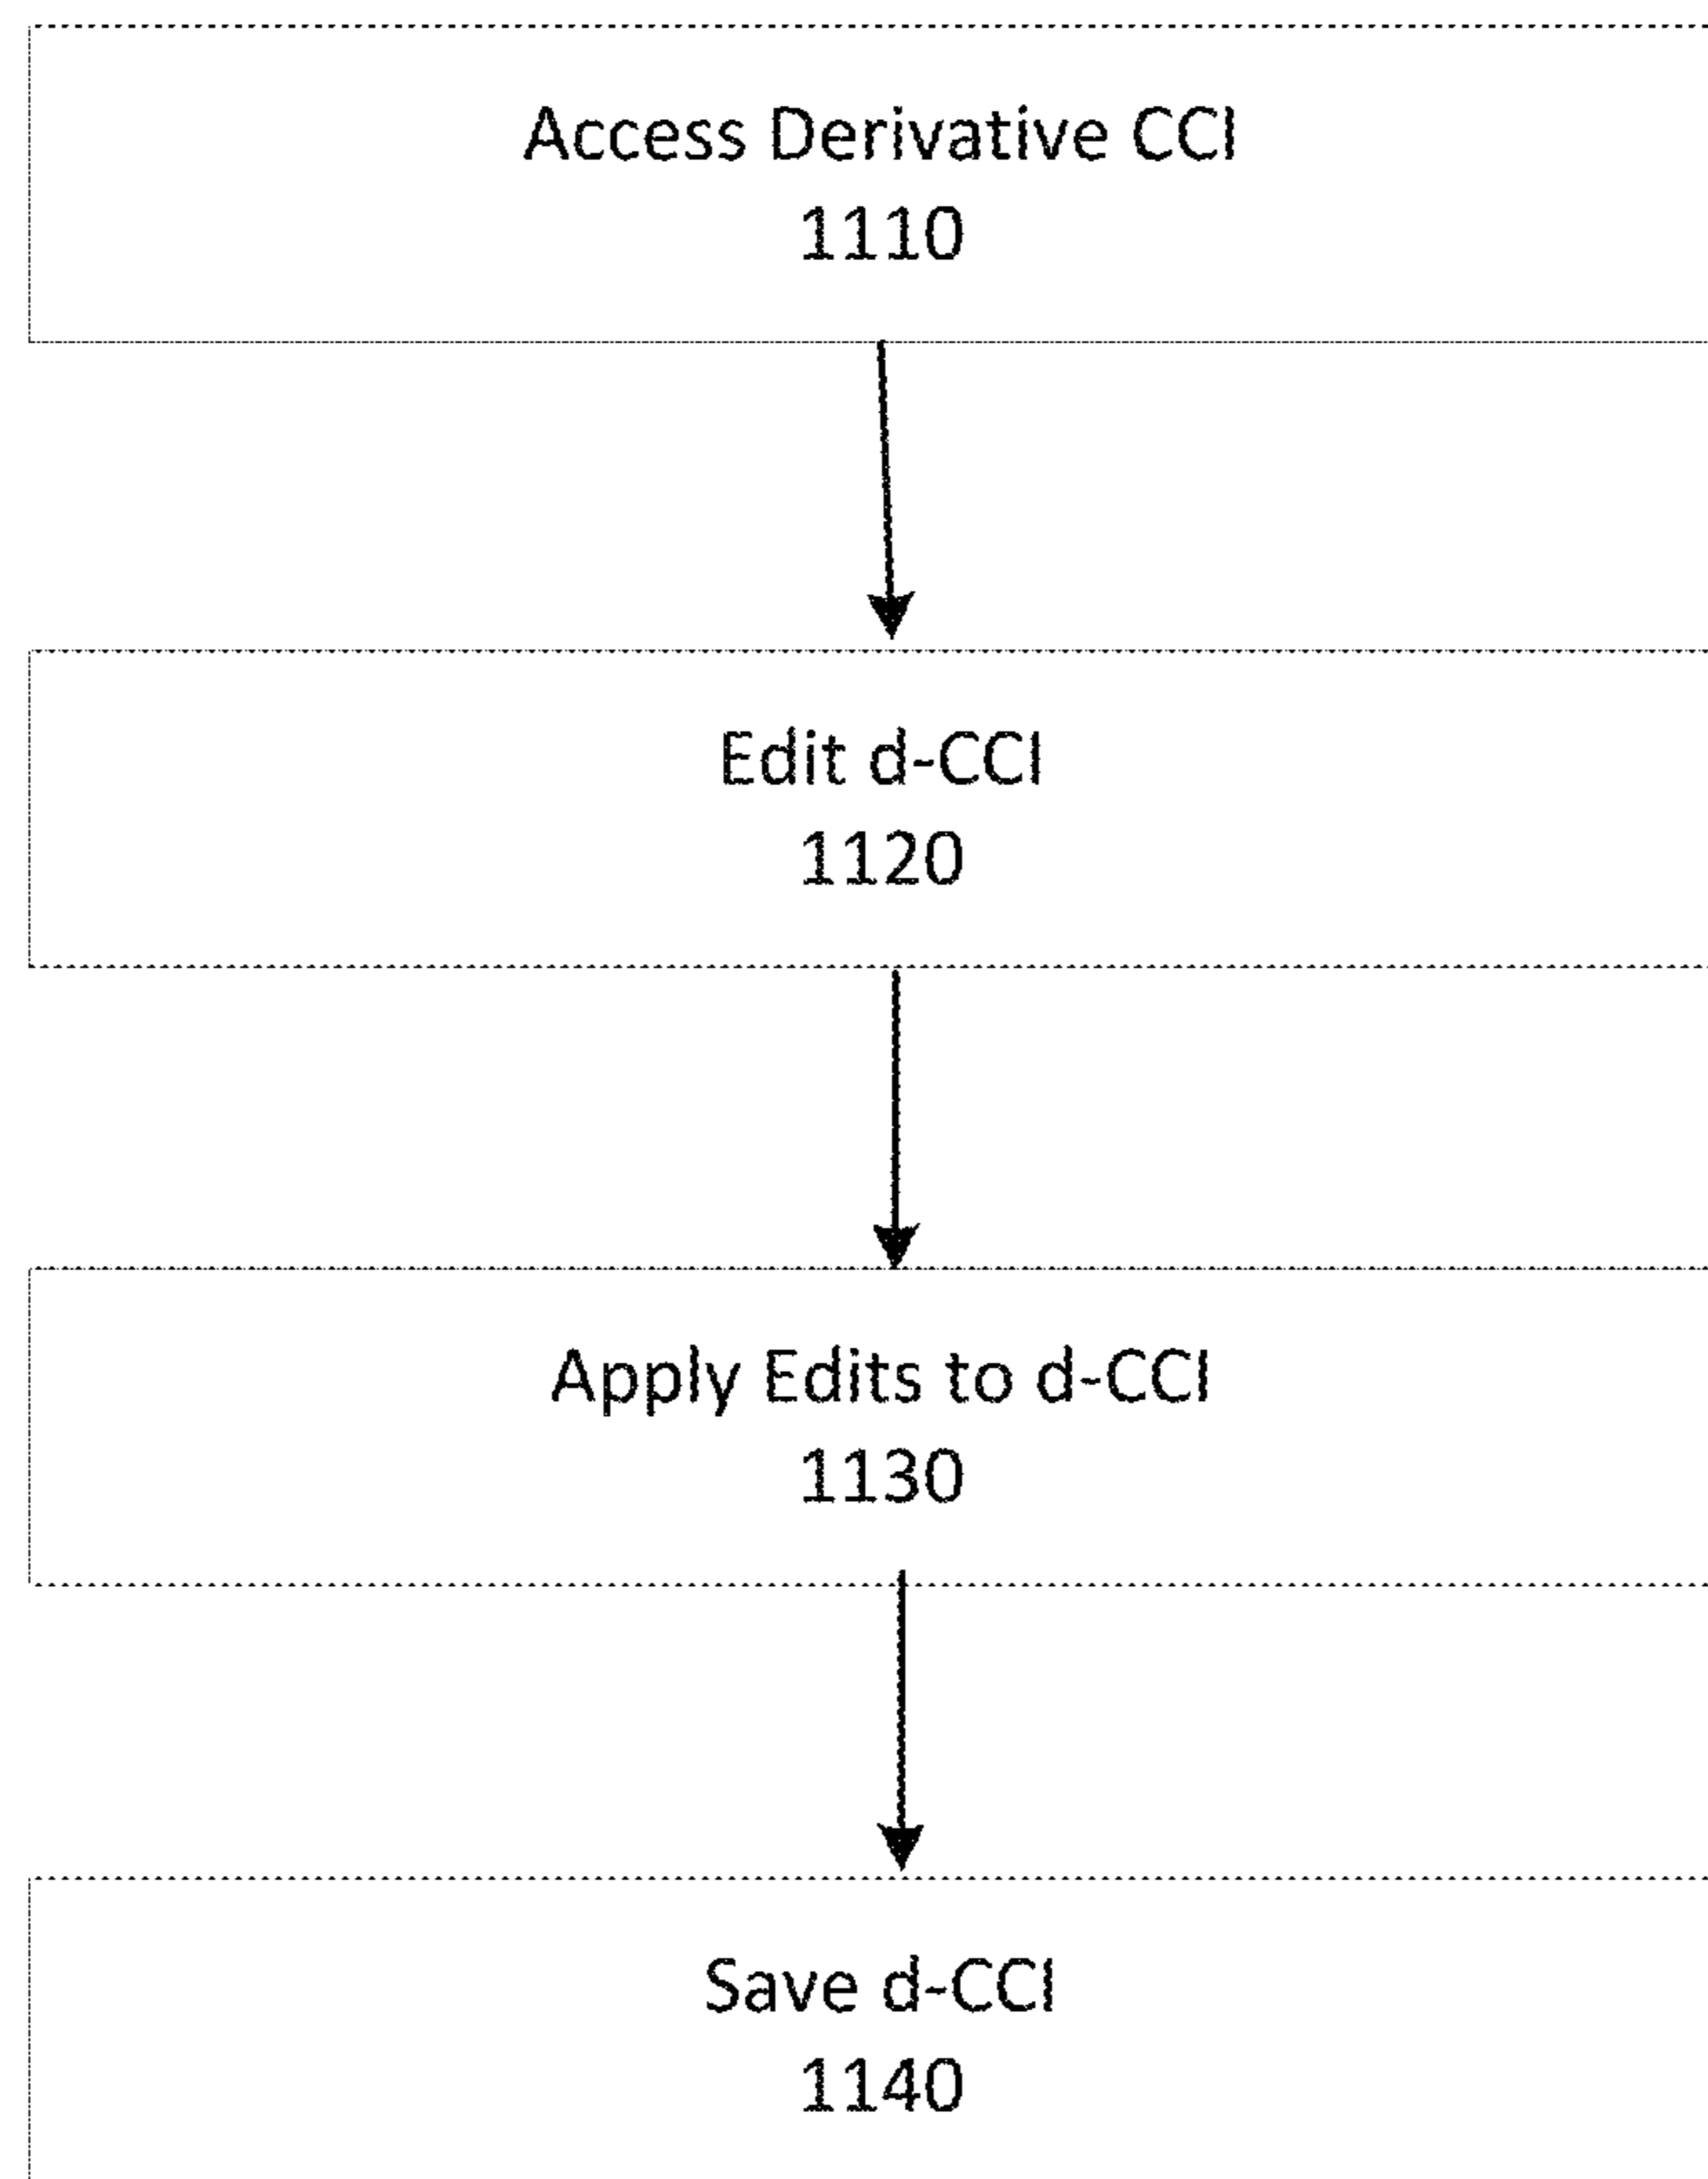 Access Derivative CCI
1110
Edit d-CCI
1120
Apply Edits to d-CCI
1130
Save d-CCI
1140